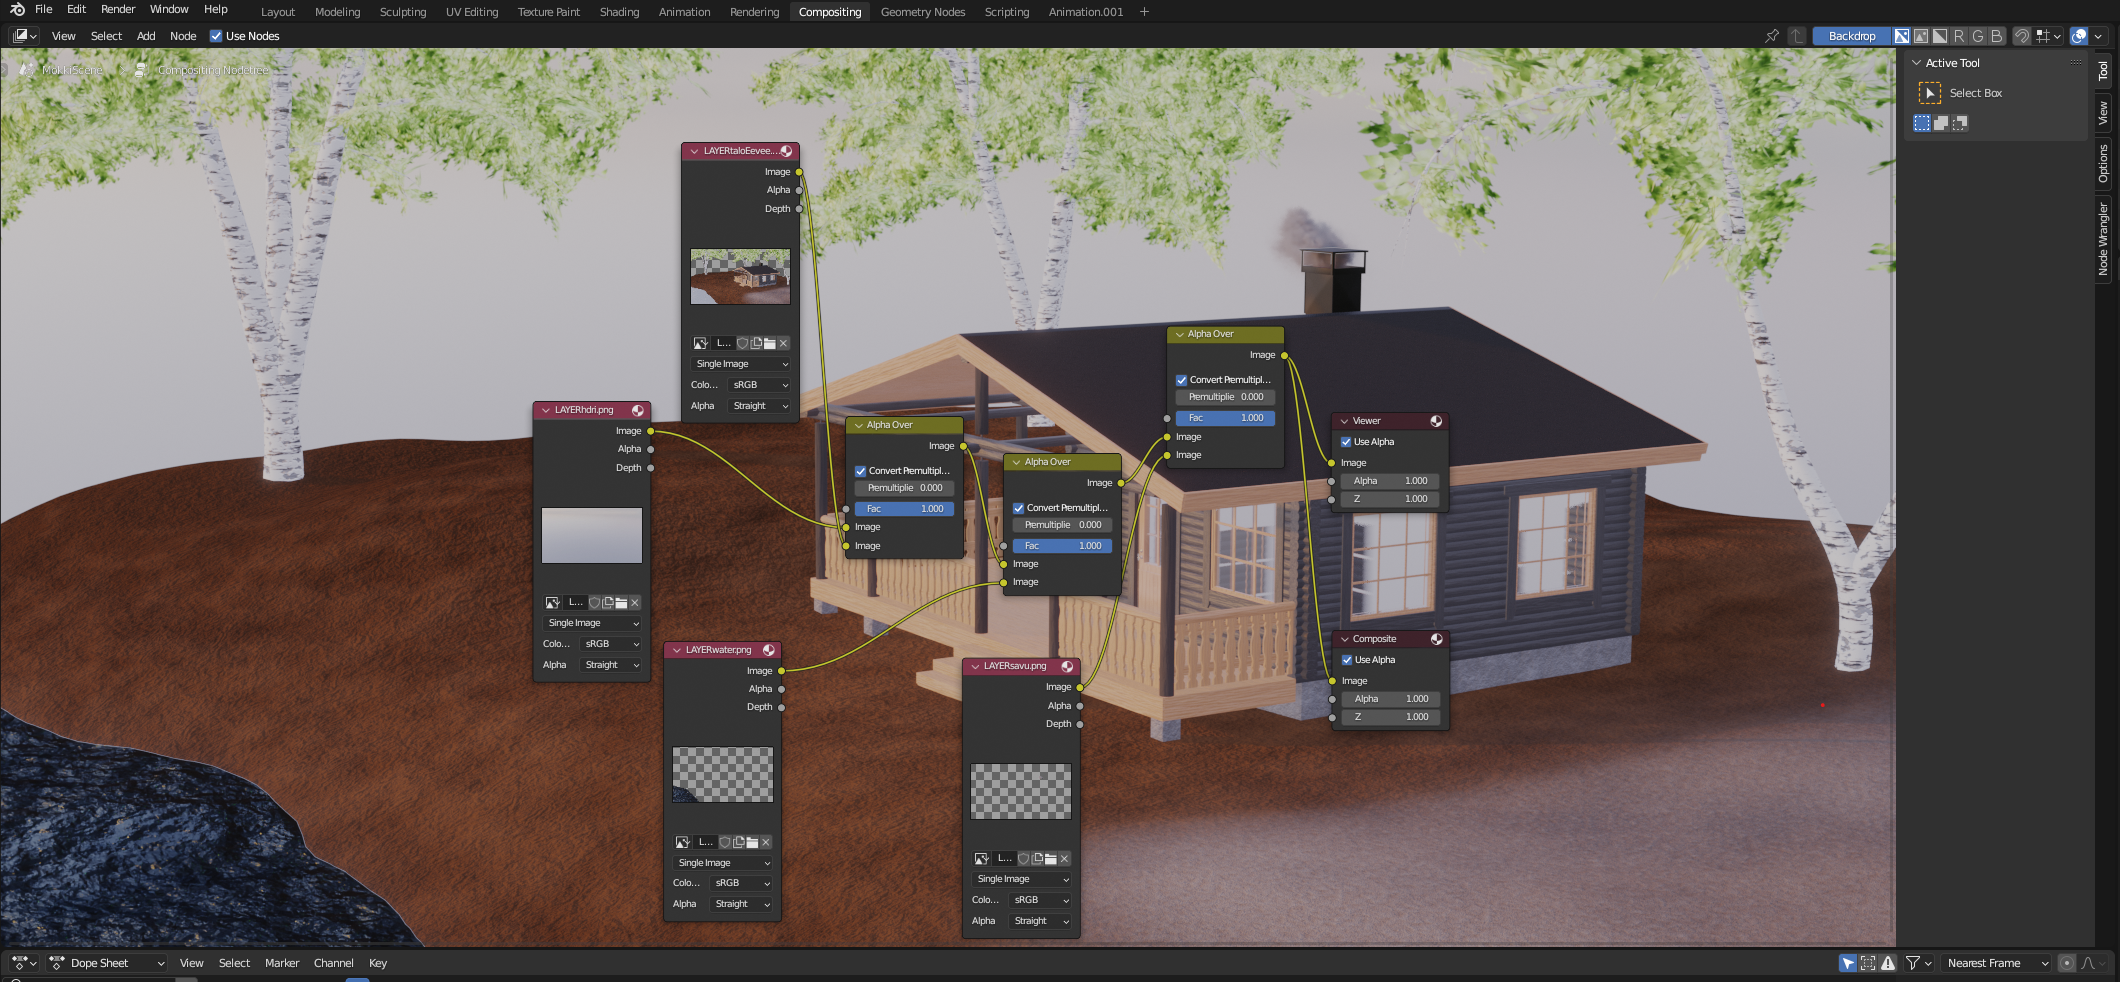 File Edit Render Window Help Layout Modeling Sculpting UV Editing Texture Paint Shading Animation Rendering Compositing Geometry Nodes Scripting Animation.001 +
View Select Add Node Use Nodes Backdrop R G B
MökkiScene > Compositing Nodetree
Active Tool
Select Box
Tool
View
Options
Node Wrangler
LAYERtaloEevee....
Image
Alpha
Depth
L...
Single Image
Colo... sRGB
Alpha Straight
LAYERhdri.png
Image
Alpha
Depth
L...
Single Image
Colo... sRGB
Alpha Straight
Alpha Over
Image
Convert Premultipl...
Premultiplie 0.000
Fac 1.000
Image
Image
Alpha Over
Image
Convert Premultipl...
Premultiplie 0.000
Fac 1.000
Image
Image
Alpha Over
Image
Convert Premultipl...
Premultiplie 0.000
Fac 1.000
Image
Image
Viewer
Use Alpha
Image
Alpha 1.000
Z 1.000
Composite
Use Alpha
Image
Alpha 1.000
Z 1.000
LAYERwater.png
Image
Alpha
Depth
L...
Single Image
Colo... sRGB
Alpha Straight
LAYERsavu.png
Image
Alpha
Depth
L...
Single Image
Colo... sRGB
Alpha Straight
Dope Sheet View Select Marker Channel Key Nearest Frame